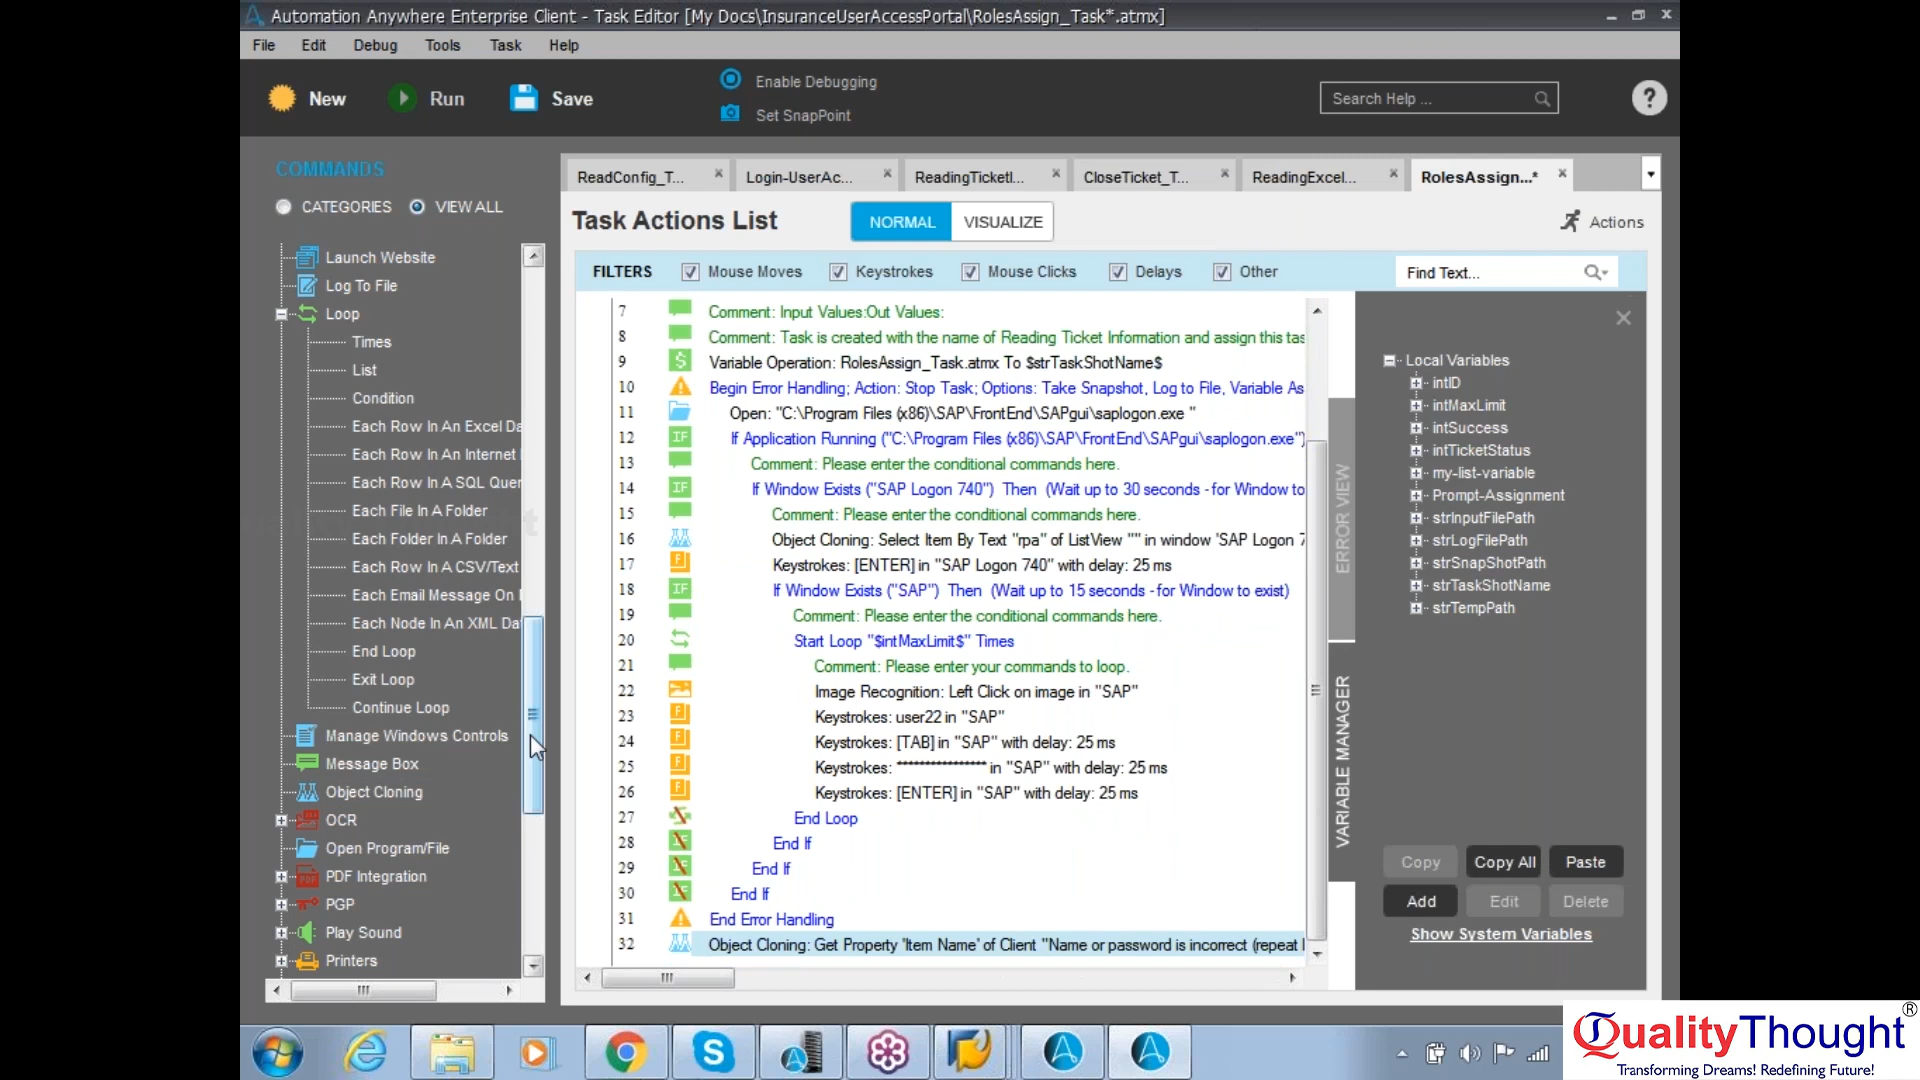 Automation Anywhere Enterprise Client - Task Editor [My Docs\InsuranceUserAccessPortal\RolesAssign_Task*.atmx]
File Edit Debug Tools Task Help
New Run Save
Enable Debugging
Set SnapPoint
Search Help ...
?
COMMANDS
CATEGORIES VIEW ALL
Launch Website
Log To File
Loop
Times
List
Condition
Each Row In An Excel Da
Each Row In An Internet
Each Row In A SQL Quer
Each File In A Folder
Each Folder In A Folder
Each Row In A CSV/Text
Each Email Message On
Each Node In An XML Da
End Loop
Exit Loop
Continue Loop
Manage Windows Controls
Message Box
Object Cloning
OCR
Open Program/File
PDF Integration
PGP
Play Sound
Printers
ReadConfig_T... Login-UserAc... ReadingTicketI... CloseTicket_T... ReadingExcel... RolesAssign...*
Task Actions List
NORMAL VISUALIZE
Actions
FILTERS Mouse Moves Keystrokes Mouse Clicks Delays Other
Find Text...
7 Comment: Input Values:Out Values:
8 Comment: Task is created with the name of Reading Ticket Information and assign this tas
9 Variable Operation: RolesAssign_Task.atmx To $strTaskShotName$
10 Begin Error Handling; Action: Stop Task; Options: Take Snapshot, Log to File, Variable As
11 Open: "C:\Program Files (x86)\SAP\FrontEnd\SAPgui\saplogon.exe "
12 If Application Running ("C:\Program Files (x86)\SAP\FrontEnd\SAPgui\saplogon.exe")
13 Comment: Please enter the conditional commands here.
14 If Window Exists ("SAP Logon 740") Then (Wait up to 30 seconds - for Window to
15 Comment: Please enter the conditional commands here.
16 Object Cloning: Select Item By Text "rpa" of ListView "" in window 'SAP Logon 7
17 Keystrokes: [ENTER] in "SAP Logon 740" with delay: 25 ms
18 If Window Exists ("SAP") Then (Wait up to 15 seconds - for Window to exist)
19 Comment: Please enter the conditional commands here.
20 Start Loop "$intMaxLimit$" Times
21 Comment: Please enter your commands to loop.
22 Image Recognition: Left Click on image in "SAP"
23 Keystrokes: user22 in "SAP"
24 Keystrokes: [TAB] in "SAP" with delay: 25 ms
25 Keystrokes: ***************** in "SAP" with delay: 25 ms
26 Keystrokes: [ENTER] in "SAP" with delay: 25 ms
27 End Loop
28 End If
29 End If
30 End If
31 End Error Handling
32 Object Cloning: Get Property 'Item Name' of Client "Name or password is incorrect (repeat l
ERROR VIEW
VARIABLE MANAGER
Local Variables
intID
intMaxLimit
intSuccess
intTicketStatus
my-list-variable
Prompt-Assignment
strInputFilePath
strLogFilePath
strSnapShotPath
strTaskShotName
strTempPath
Copy Copy All Paste
Add Edit Delete
Show System Variables
QualityThought®
Transforming Dreams! Redefining Future!